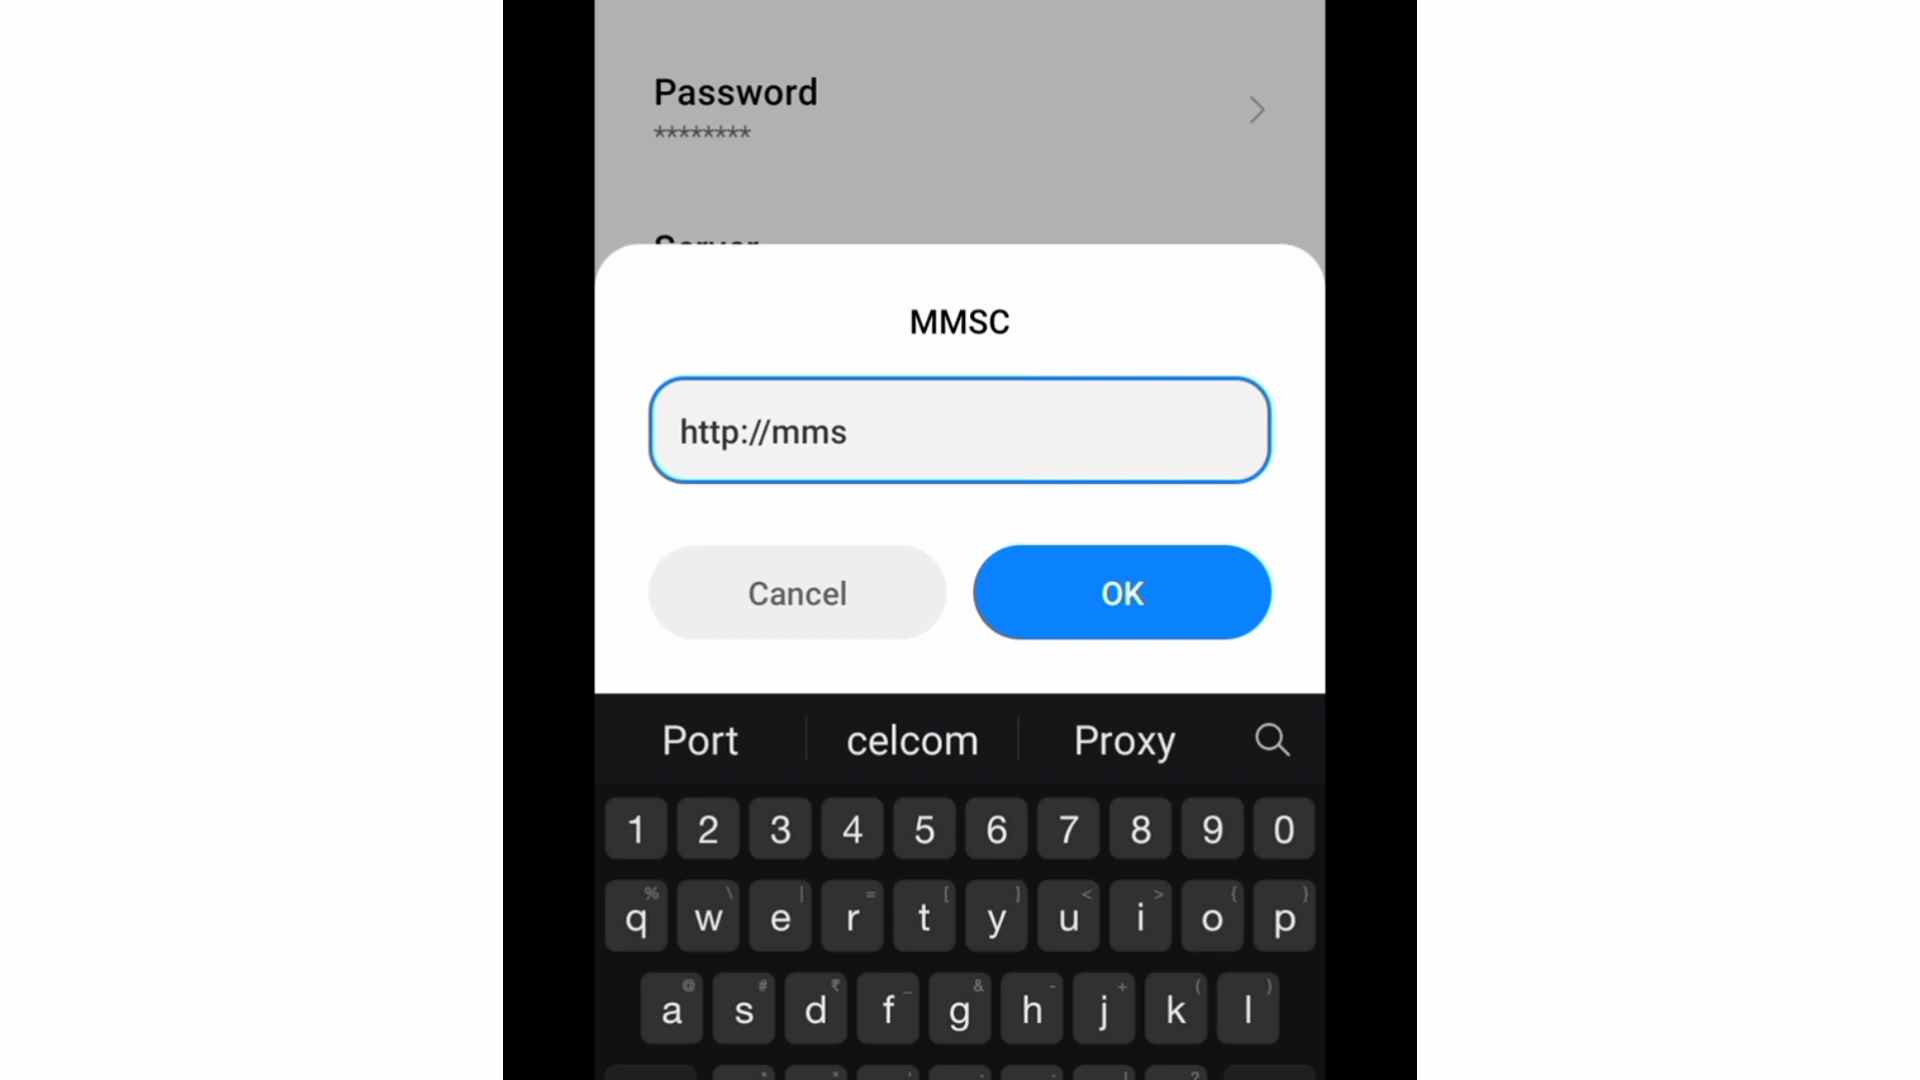 Password
********
Server
MMSC
http://mms
Cancel OK
Port celcom Proxy
1 2 3 4 5 6 7 8 9 0
% \ | = [ ] < > { }
q w e r t y u i o p
@ # ₹ _ & - + ( )
a s d f g h j k l